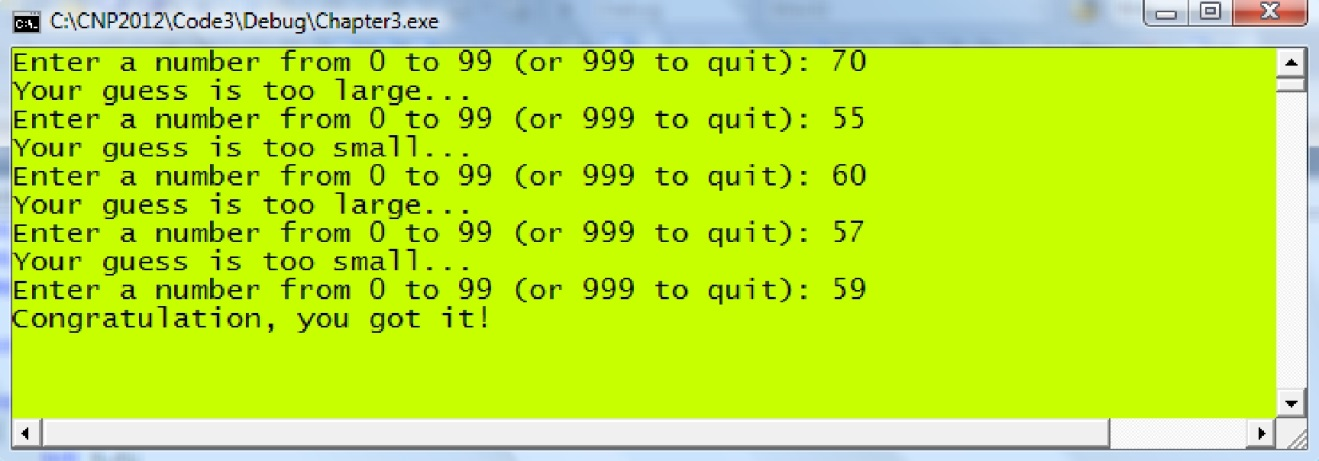 C:\CNP2012\Code3\Debug\Chapter3.exe
Enter a number from 0 to 99 (or 999 to quit): 70
Your guess is too large...
Enter a number from 0 to 99 (or 999 to quit): 55
Your guess is too small...
Enter a number from 0 to 99 (or 999 to quit): 60
Your guess is too large...
Enter a number from 0 to 99 (or 999 to quit): 57
Your guess is too small...
Enter a number from 0 to 99 (or 999 to quit): 59
Congratulation, you got it!